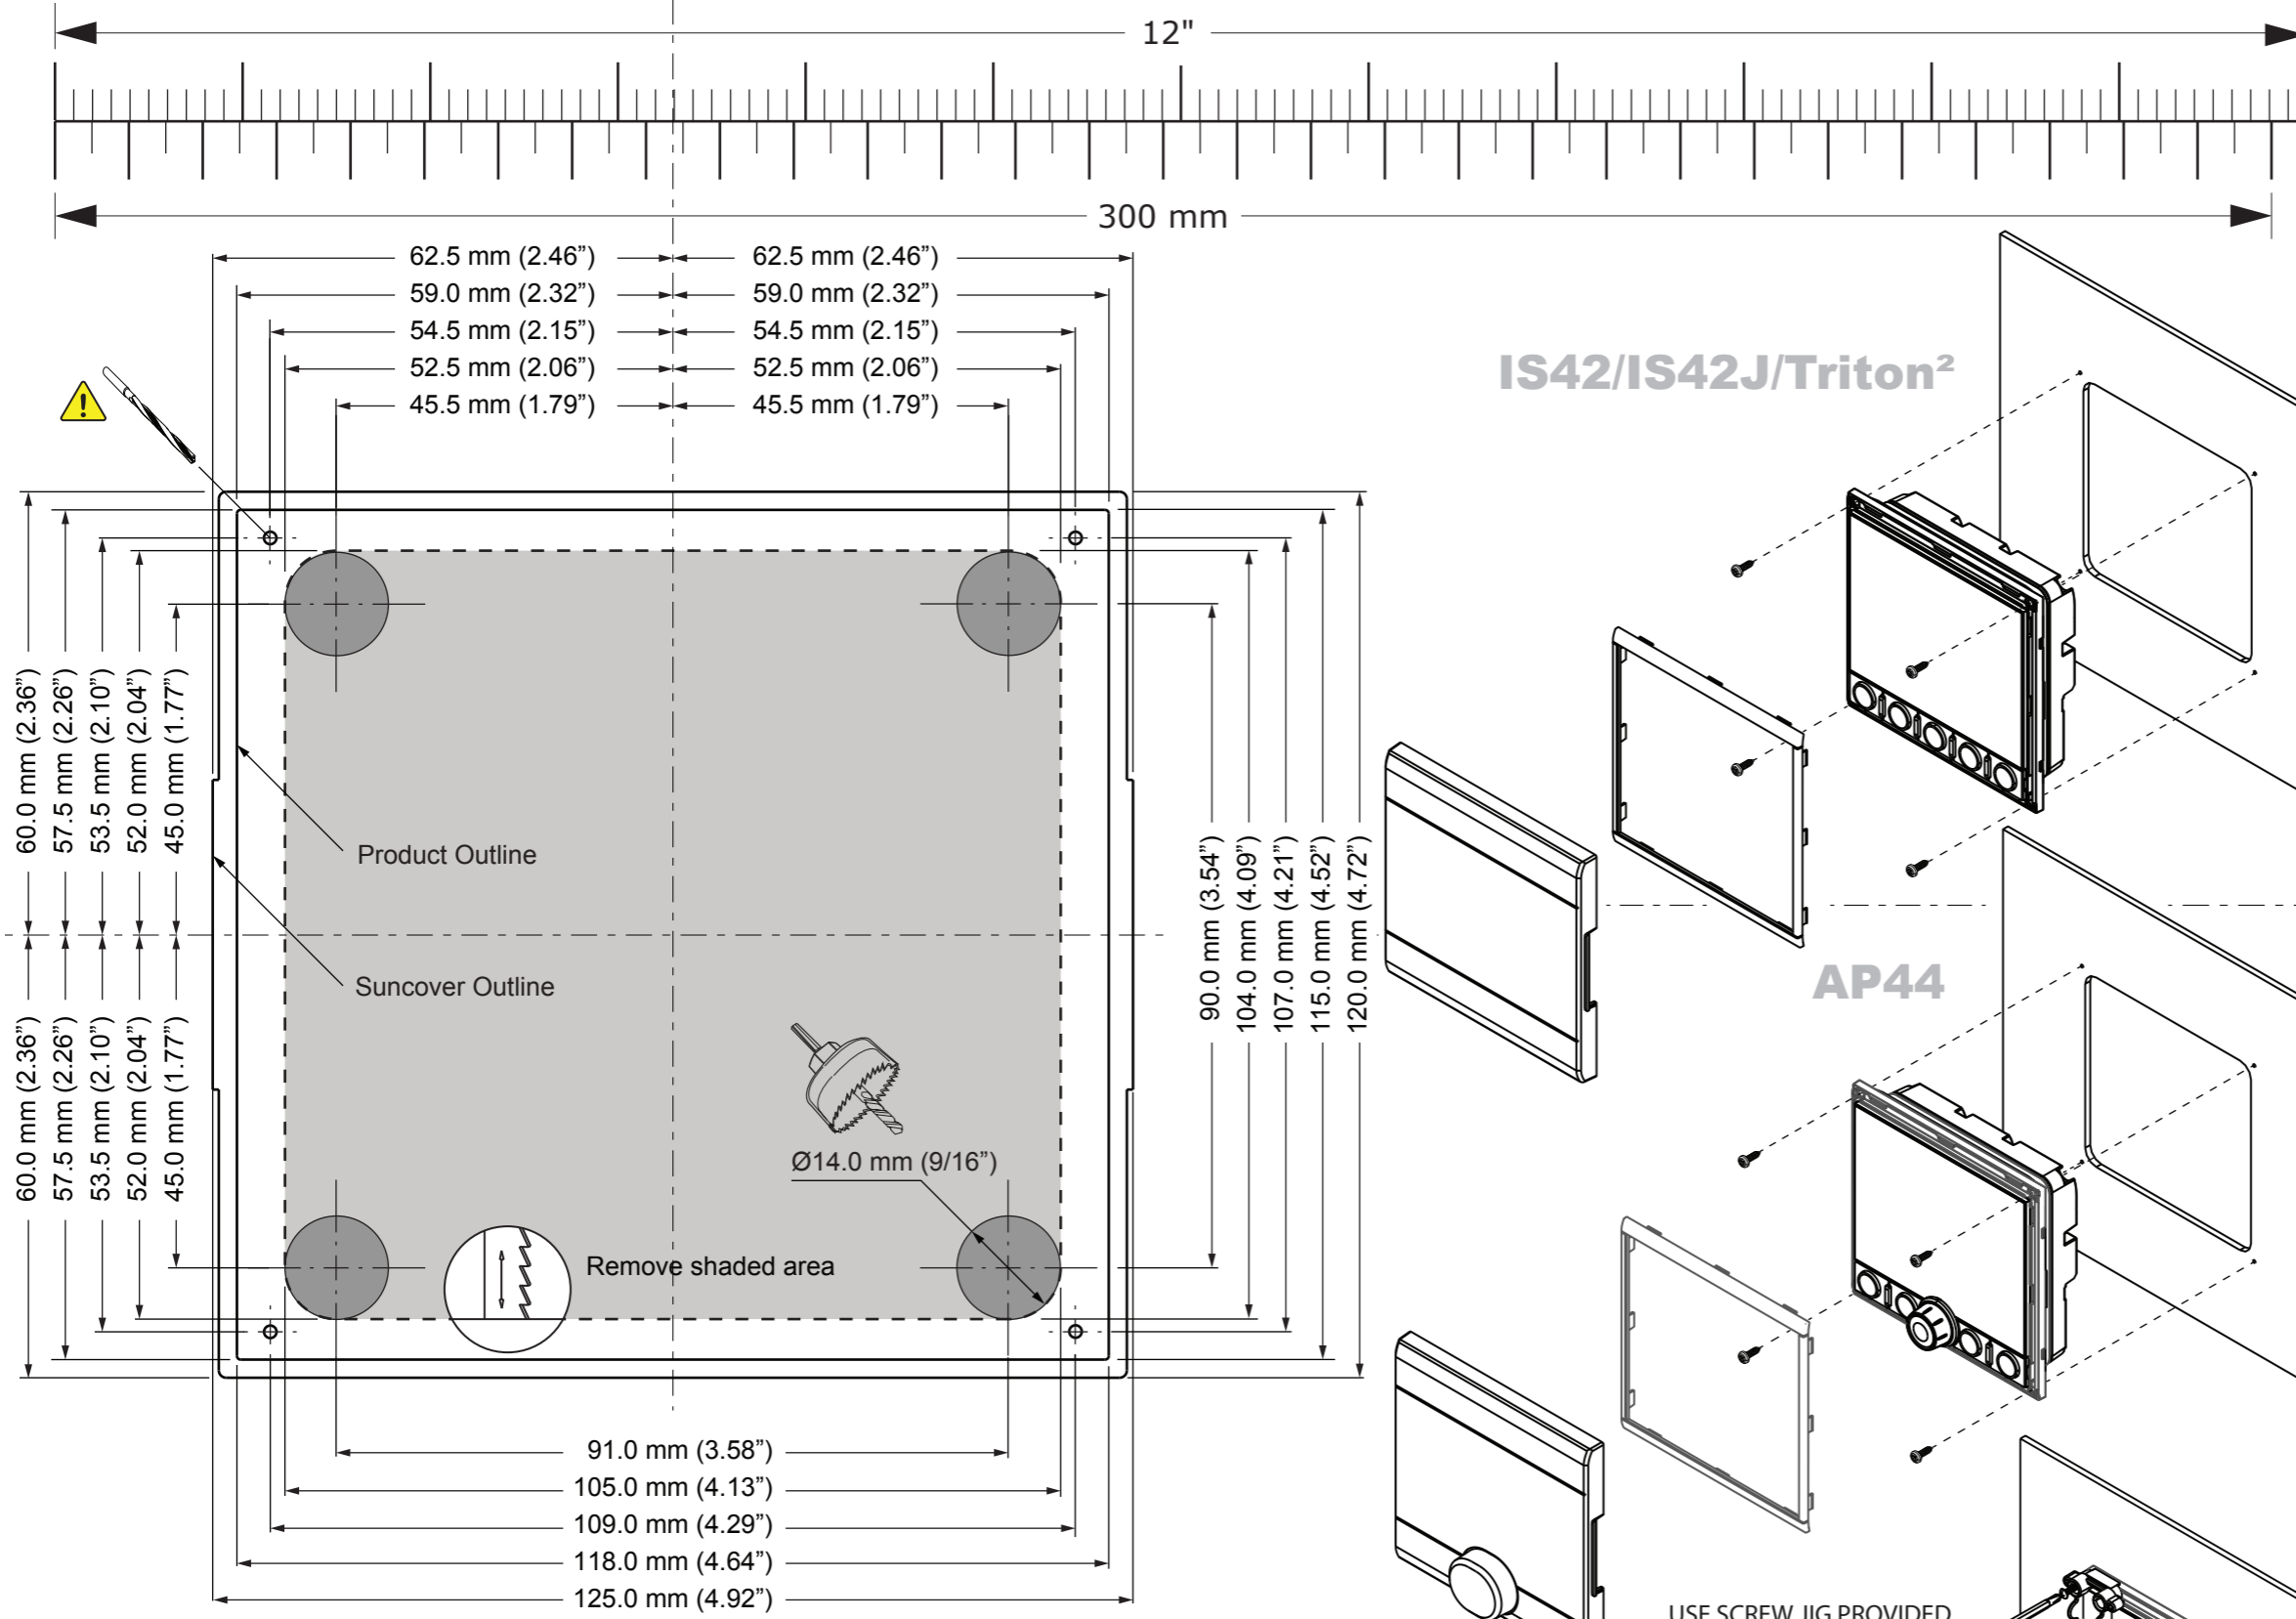 12"
300 mm
62.5 mm (2.46”) 62.5 mm (2.46”)
59.0 mm (2.32”) 59.0 mm (2.32”)
54.5 mm (2.15”) 54.5 mm (2.15”)
52.5 mm (2.06”) 52.5 mm (2.06”)
45.5 mm (1.79”) 45.5 mm (1.79”)
!
IS42/IS42J/Triton²
60.0 mm (2.36”)
57.5 mm (2.26”)
53.5 mm (2.10”)
52.0 mm (2.04”)
45.0 mm (1.77”)
Product Outline
Suncover Outline
90.0 mm (3.54”)
104.0 mm (4.09”)
107.0 mm (4.21”)
115.0 mm (4.52”)
120.0 mm (4.72”)
AP44
60.0 mm (2.36”)
57.5 mm (2.26”)
53.5 mm (2.10”)
52.0 mm (2.04”)
45.0 mm (1.77”)
Ø14.0 mm (9/16”)
Remove shaded area
91.0 mm (3.58”)
105.0 mm (4.13”)
109.0 mm (4.29”)
118.0 mm (4.64”)
125.0 mm (4.92”)
USE SCREW JIG PROVIDED